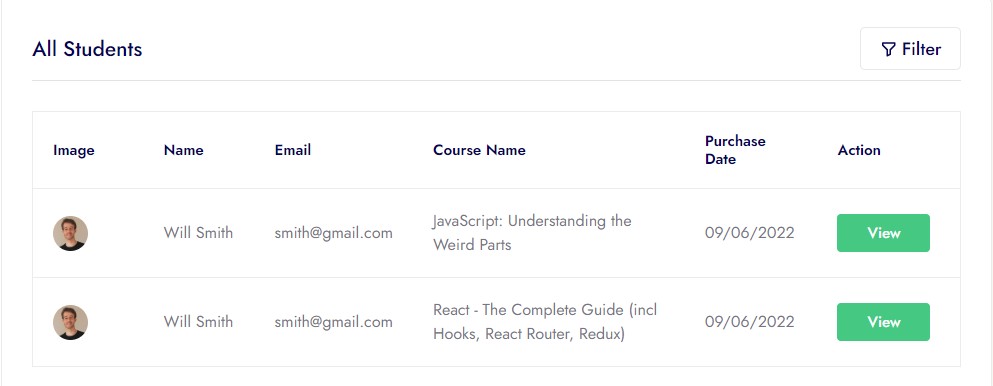 All Students
Filter
Image Name Email Course Name Purchase Date Action
Will Smith smith@gmail.com JavaScript: Understanding the Weird Parts 09/06/2022 View
Will Smith smith@gmail.com React - The Complete Guide (incl Hooks, React Router, Redux) 09/06/2022 View